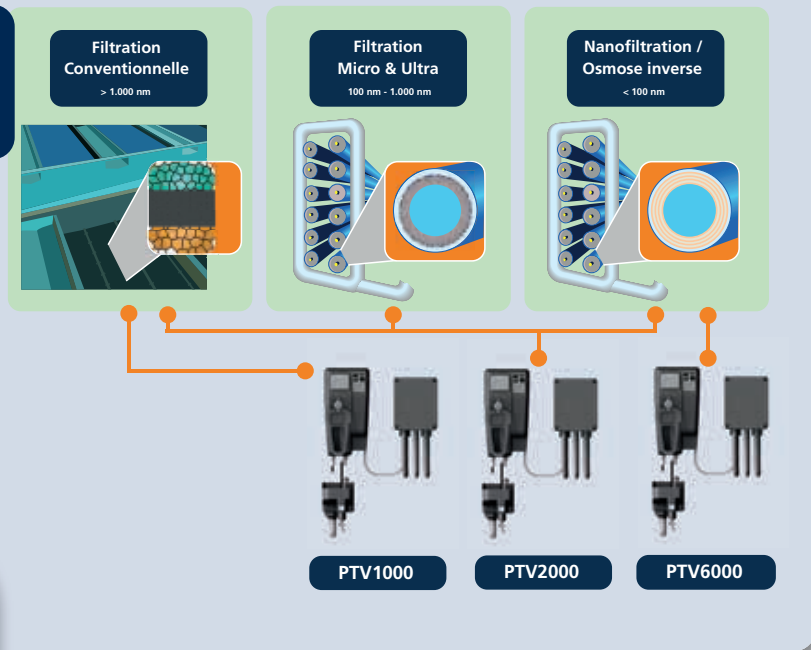 Filtration
Conventionnelle
> 1.000 nm
Filtration
Micro & Ultra
100 nm - 1.000 nm
Nanofiltration /
Osmose inverse
< 100 nm
PTV1000
PTV2000
PTV6000